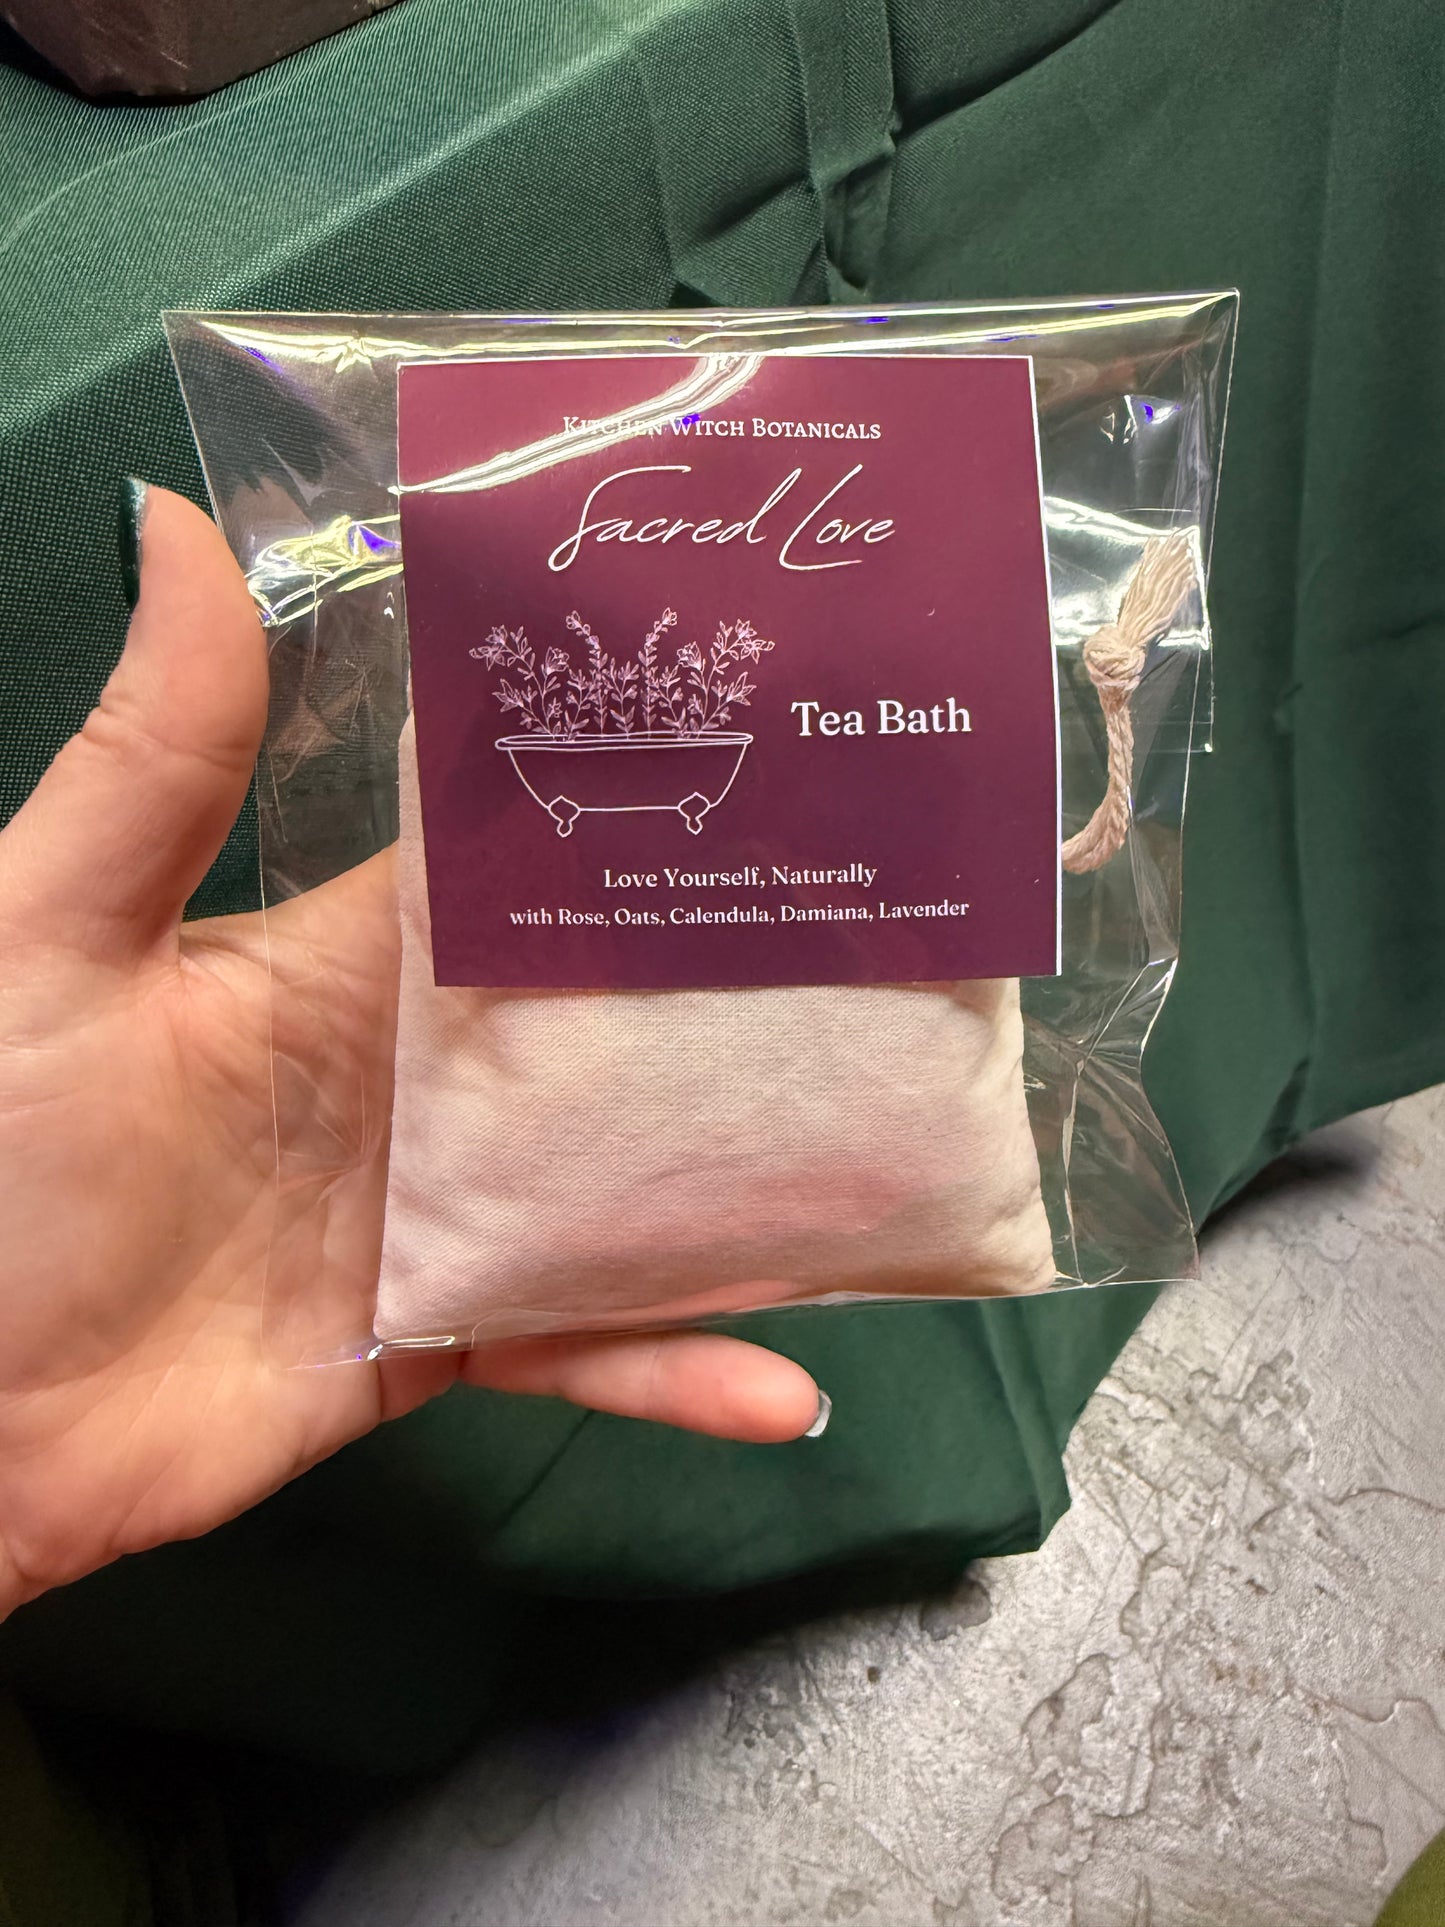 Kitchen Witch Botanicals
Sacred Love
Tea Bath
Love Yourself, Naturally
with Rose, Oats, Calendula, Damiana, Lavender